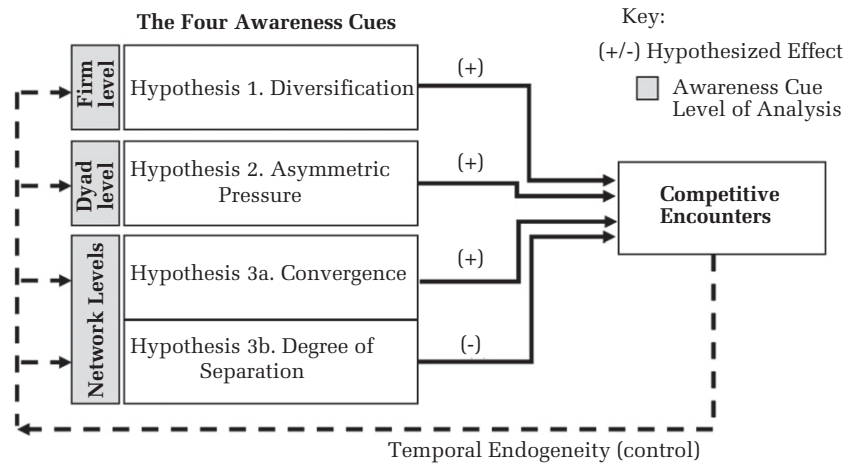 The Four Awareness Cues
Key:
(+/-) Hypothesized Effect
Awareness Cue
Level of Analysis
Firm
level
Hypothesis 1. Diversification
(+)
Dyad
level
Hypothesis 2. Asymmetric
Pressure
(+)
Competitive
Encounters
Network Levels
Hypothesis 3a. Convergence
(+)
Hypothesis 3b. Degree of
Separation
(-)
Temporal Endogeneity (control)